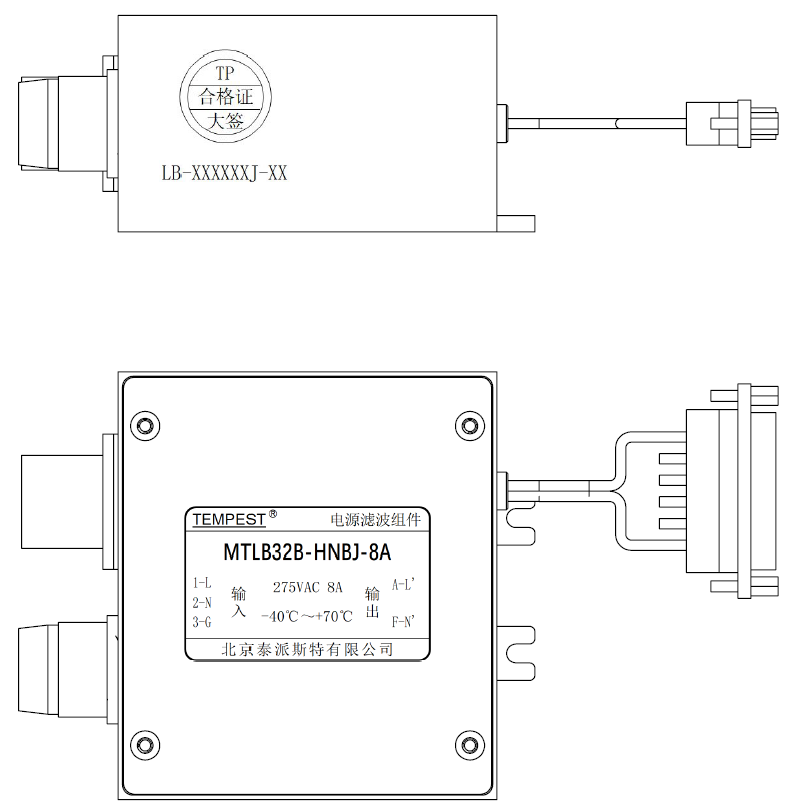 TP
合格证
大签
LB-XXXXXXJ-XX
TEMPEST® 电源滤波组件
MTLB32B-HNBJ-8A
1-L 输入 275VAC 8A 输出 A-L'
2-N
3-G -40℃～+70℃ F-N'
北京泰派斯特有限公司